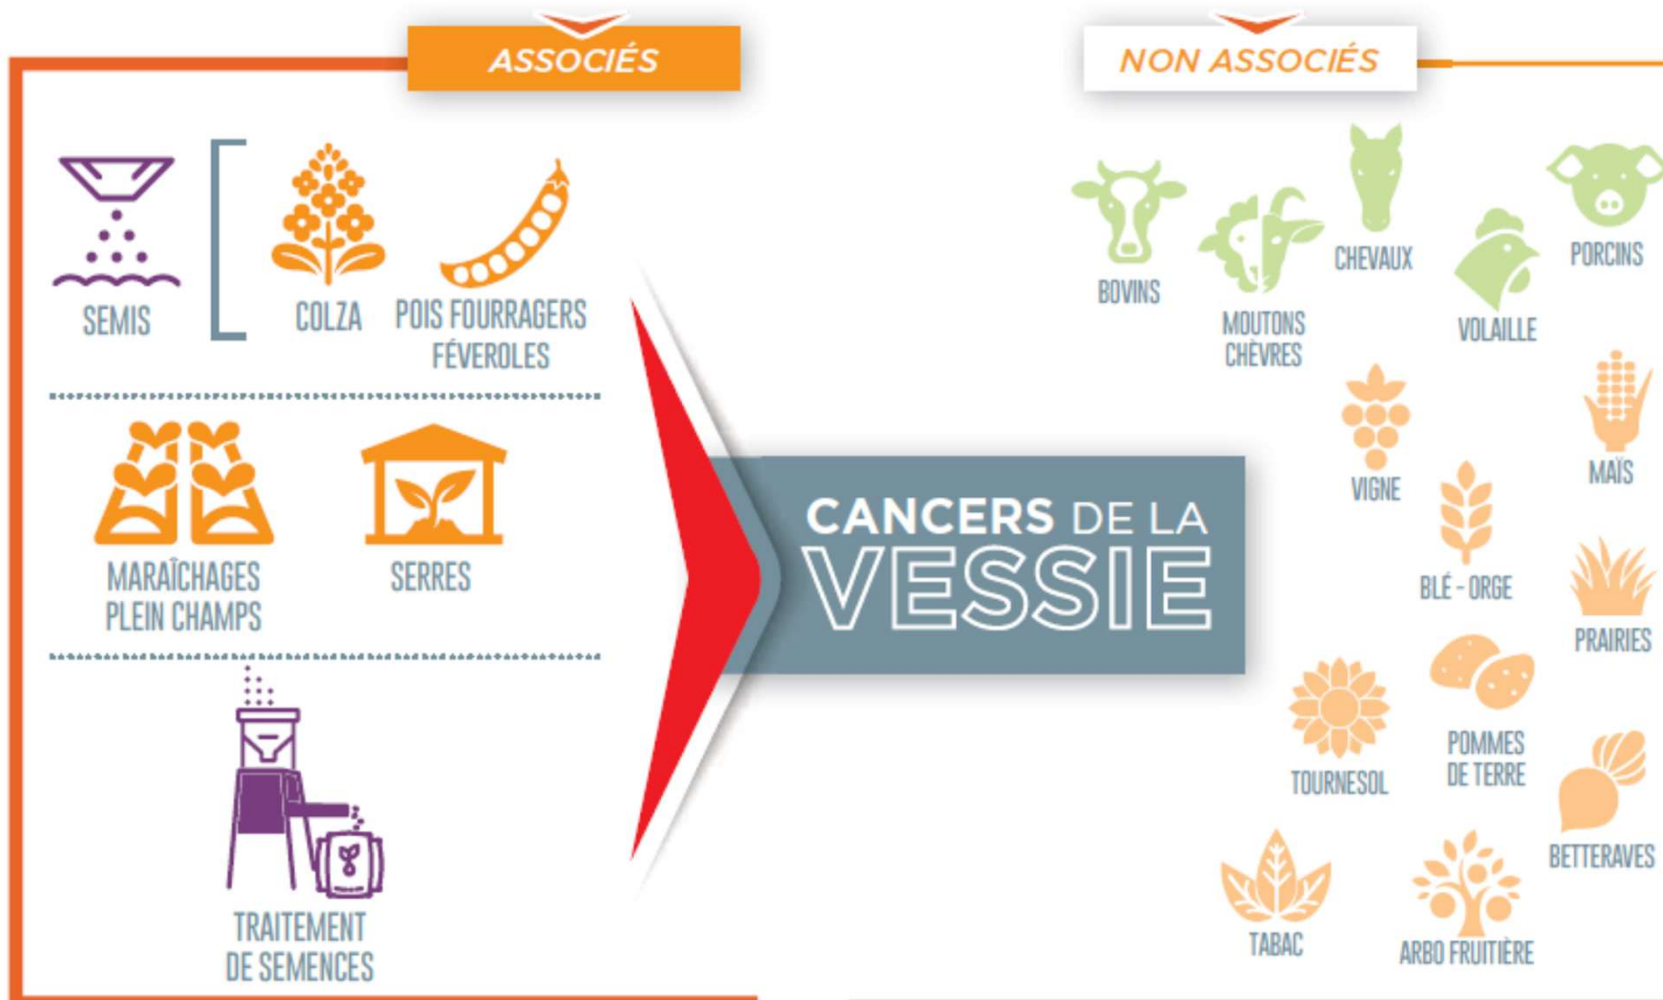 ASSOCIÉS
SEMIS
COLZA
POIS FOURRAGERS
FÉVEROLES
MARAÎCHAGES
PLEIN CHAMPS
SERRES
TRAITEMENT
DE SEMENCES
CANCERS DE LA
VESSIE
NON ASSOCIÉS
BOVINS
MOUTONS
CHÈVRES
CHEVAUX
VOLAILLE
PORCINS
VIGNE
MAÏS
BLÉ - ORGE
PRAIRIES
TOURNESOL
POMMES
DE TERRE
BETTERAVES
TABAC
ARBO FRUITIÈRE